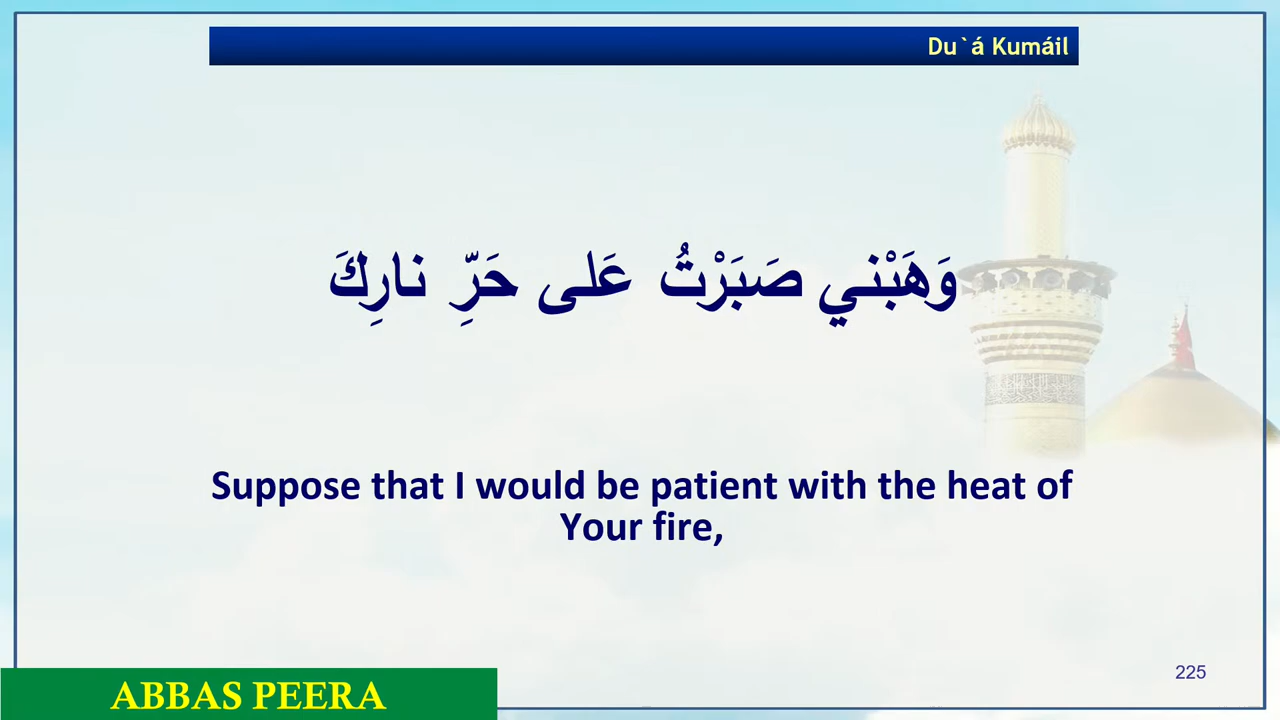 Du`á Kumáil
وَهَبْني صَبَرْتُ عَلى حَرِّ نارِكَ
Suppose that I would be patient with the heat of
Your fire,
225
ABBAS PEERA